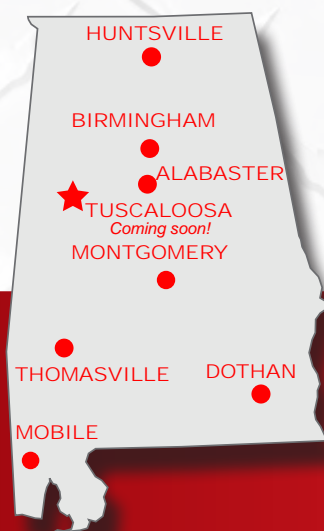 HUNTSVILLE
BIRMINGHAM
ALABASTER
TUSCALOOSA
Coming soon!
MONTGOMERY
THOMASVILLE
DOTHAN
MOBILE